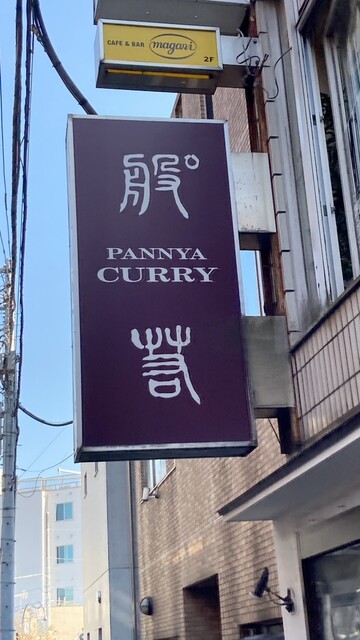 CAFE & BAR magari 2F
般゜
PANNYA
CURRY
若